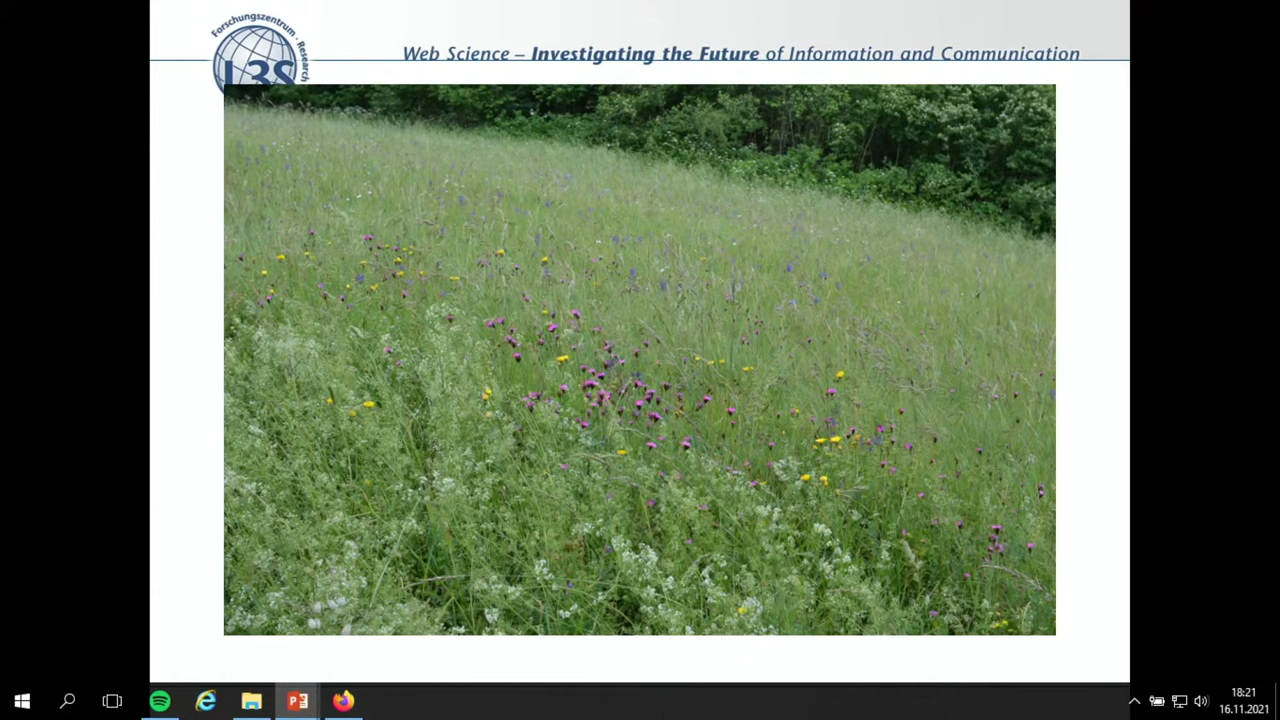 Forschungszentrum · Research
L3S
Web Science – Investigating the Future of Information and Communication
18:21
16.11.2021